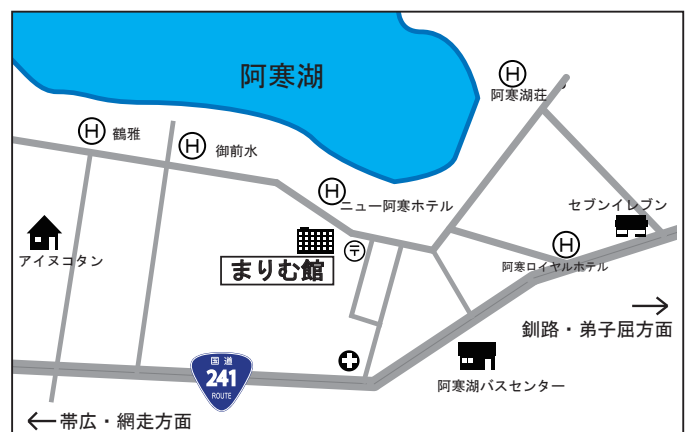 阿寒湖
H
阿寒湖荘
H 鶴雅
H 御前水
H
ニュー阿寒ホテル
セブンイレブン
アイヌコタン
〒
まりむ館
H
阿寒ロイヤルホテル
→
釧路・弟子屈方面
国道
241
ROUTE
阿寒湖バスセンター
←帯広・網走方面